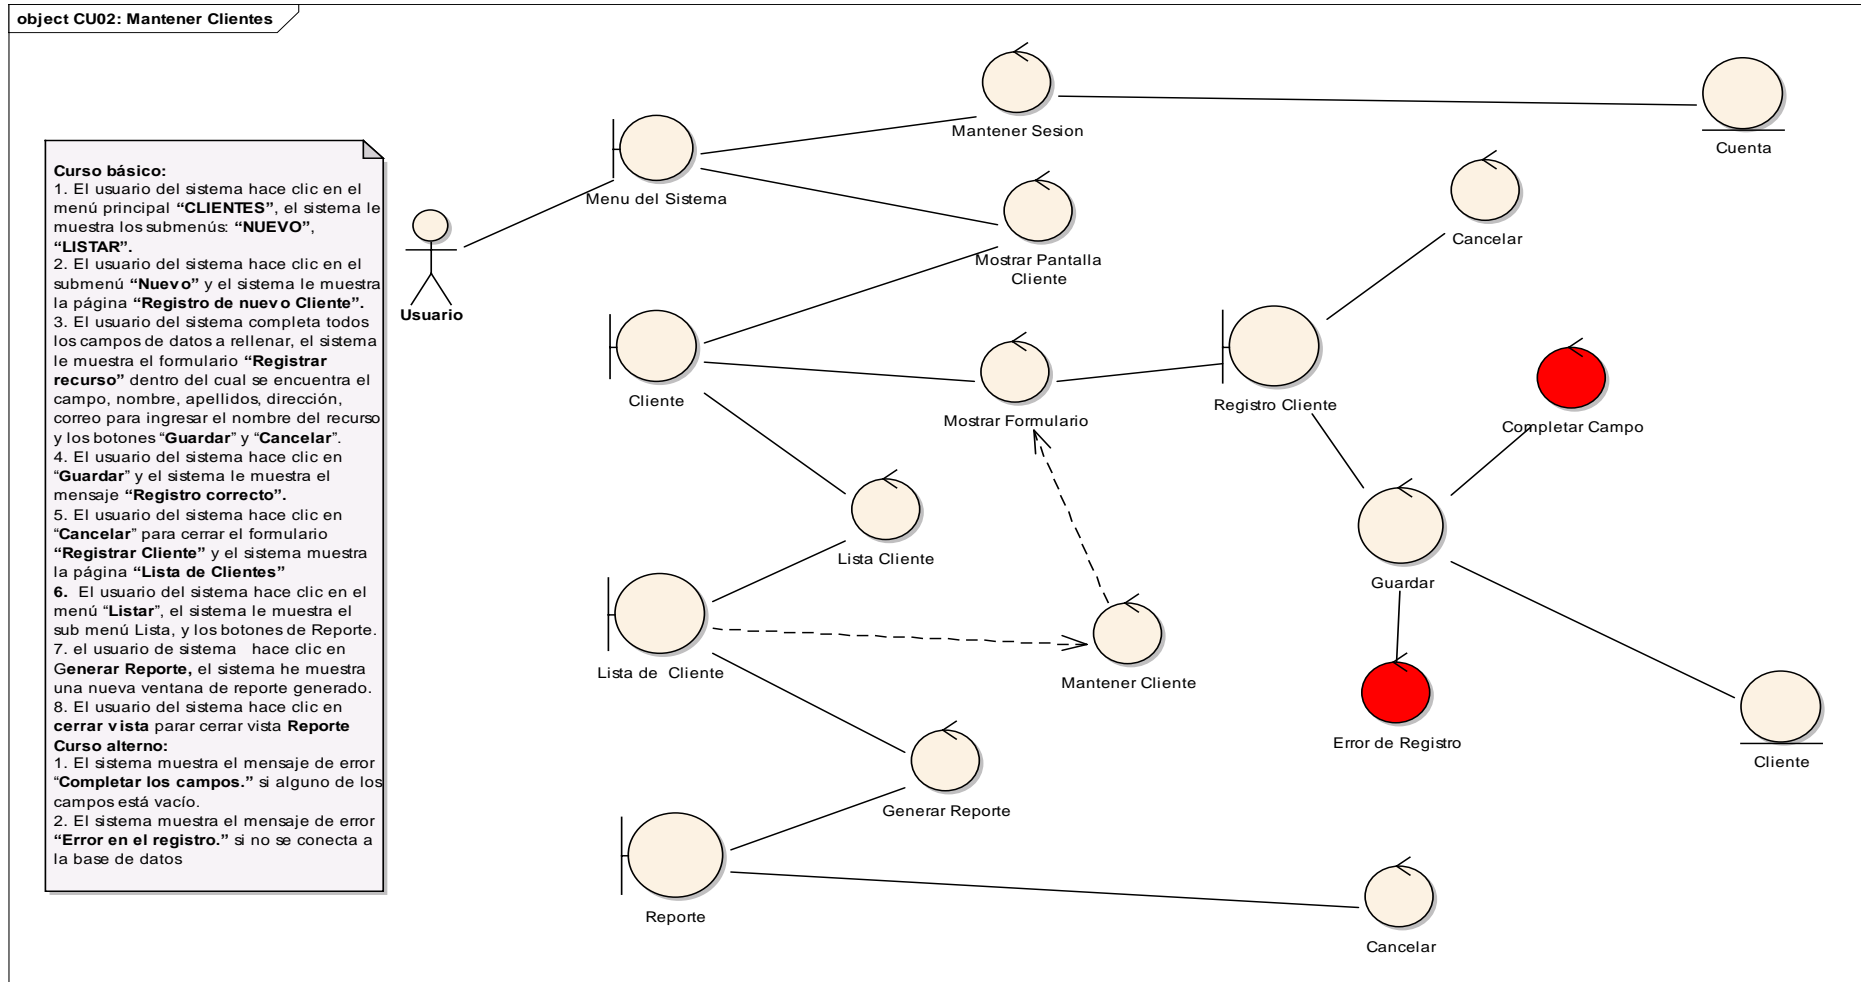 object CU02: Mantener Clientes
Curso básico:
1. El usuario del sistema hace clic en el
menú principal “CLIENTES”, el sistema le
muestra los submenús: “NUEVO”,
“LISTAR”.
2. El usuario del sistema hace clic en el
submenú “Nuevo” y el sistema le muestra
la página “Registro de nuevo Cliente”.
3. El usuario del sistema completa todos
los campos de datos a rellenar, el sistema
le muestra el formulario “Registrar
recurso” dentro del cual se encuentra el
campo, nombre, apellidos, dirección,
correo para ingresar el nombre del recurso
y los botones “Guardar” y “Cancelar”.
4. El usuario del sistema hace clic en
“Guardar” y el sistema le muestra el
mensaje “Registro correcto”.
5. El usuario del sistema hace clic en
“Cancelar” para cerrar el formulario
“Registrar Cliente” y el sistema muestra
la página “Lista de Clientes”
6. El usuario del sistema hace clic en el
menú “Listar”, el sistema le muestra el
sub menú Lista, y los botones de Reporte.
7. el usuario de sistema hace clic en
Generar Reporte, el sistema he muestra
una nueva ventana de reporte generado.
8. El usuario del sistema hace clic en
cerrar vista parar cerrar vista Reporte
Curso alterno:
1. El sistema muestra el mensaje de error
“Completar los campos.” si alguno de los
campos está vacío.
2. El sistema muestra el mensaje de error
“Error en el registro.” si no se conecta a
la base de datos
Usuario
Menu del Sistema
Mantener Sesion
Cuenta
Mostrar Pantalla
Cliente
Cancelar
Cliente
Mostrar Formulario
Registro Cliente
Completar Campo
Lista Cliente
Guardar
Lista de Cliente
Mantener Cliente
Error de Registro
Cliente
Generar Reporte
Reporte
Cancelar